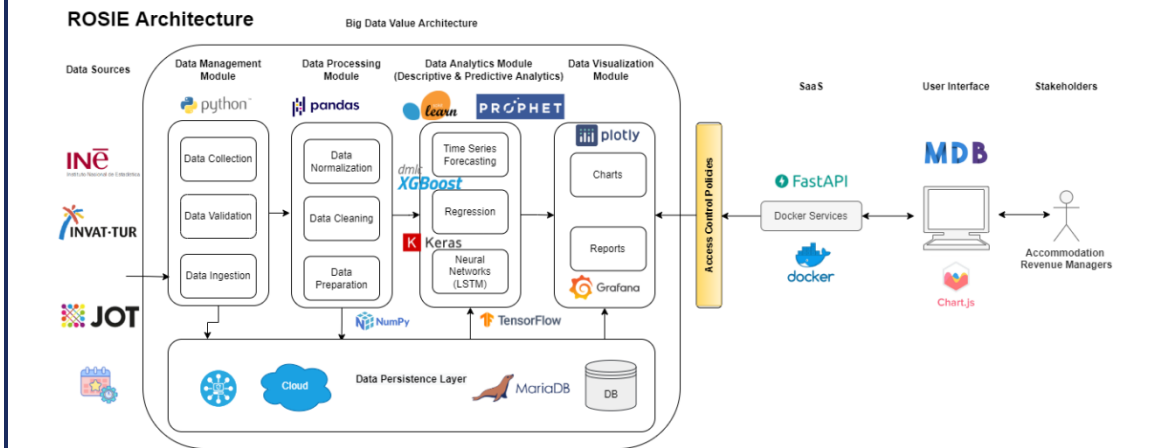 ROSIE Architecture
Big Data Value Architecture
Data Sources
Data Management
Module
Data Processing
Module
Data Analytics Module
(Descriptive & Predictive Analytics)
Data Visualization
Module
SaaS
User Interface
Stakeholders
python
pandas
learn
PROPHET
plotly
INe
Instituto Nacional de Estadística
INVAT·TUR
JOT
Data Collection
Data Validation
Data Ingestion
Data
Normalization
Data Cleaning
Data
Preparation
NumPy
Time Series
Forecasting
dmlc
XGBoost
Regression
Keras
Neural
Networks
(LSTM)
TensorFlow
Charts
Reports
Grafana
Access Control Policies
FastAPI
Docker Services
docker
MDB
Chart.js
Accommodation
Revenue Managers
Cloud
Data Persistence Layer
MariaDB
DB